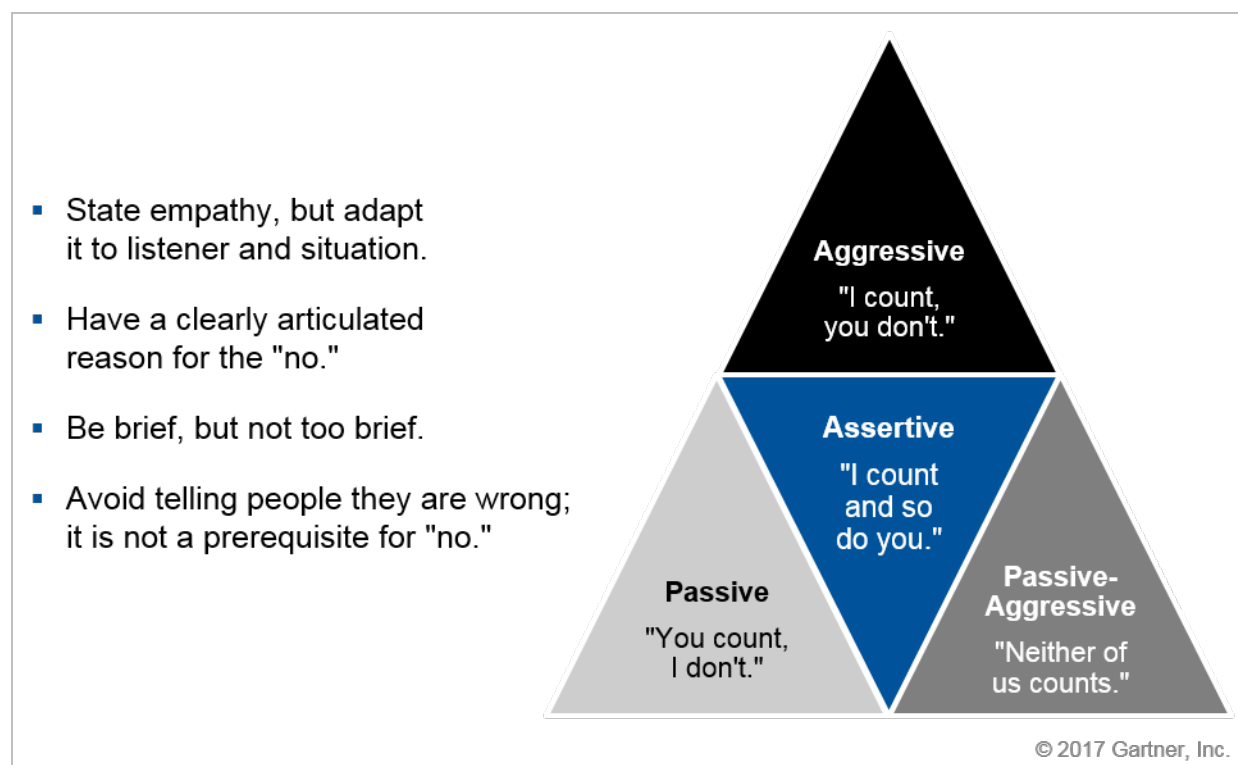 State empathy, but adapt
it to listener and situation.
Have a clearly articulated
reason for the "no."
Be brief, but not too brief.
Avoid telling people they are wrong;
it is not a prerequisite for "no."
Aggressive
"I count,
you don't."
Assertive
"I count
and so
do you."
Passive
"You count,
I don't."
Passive-
Aggressive
"Neither of
us counts."
© 2017 Gartner, Inc.